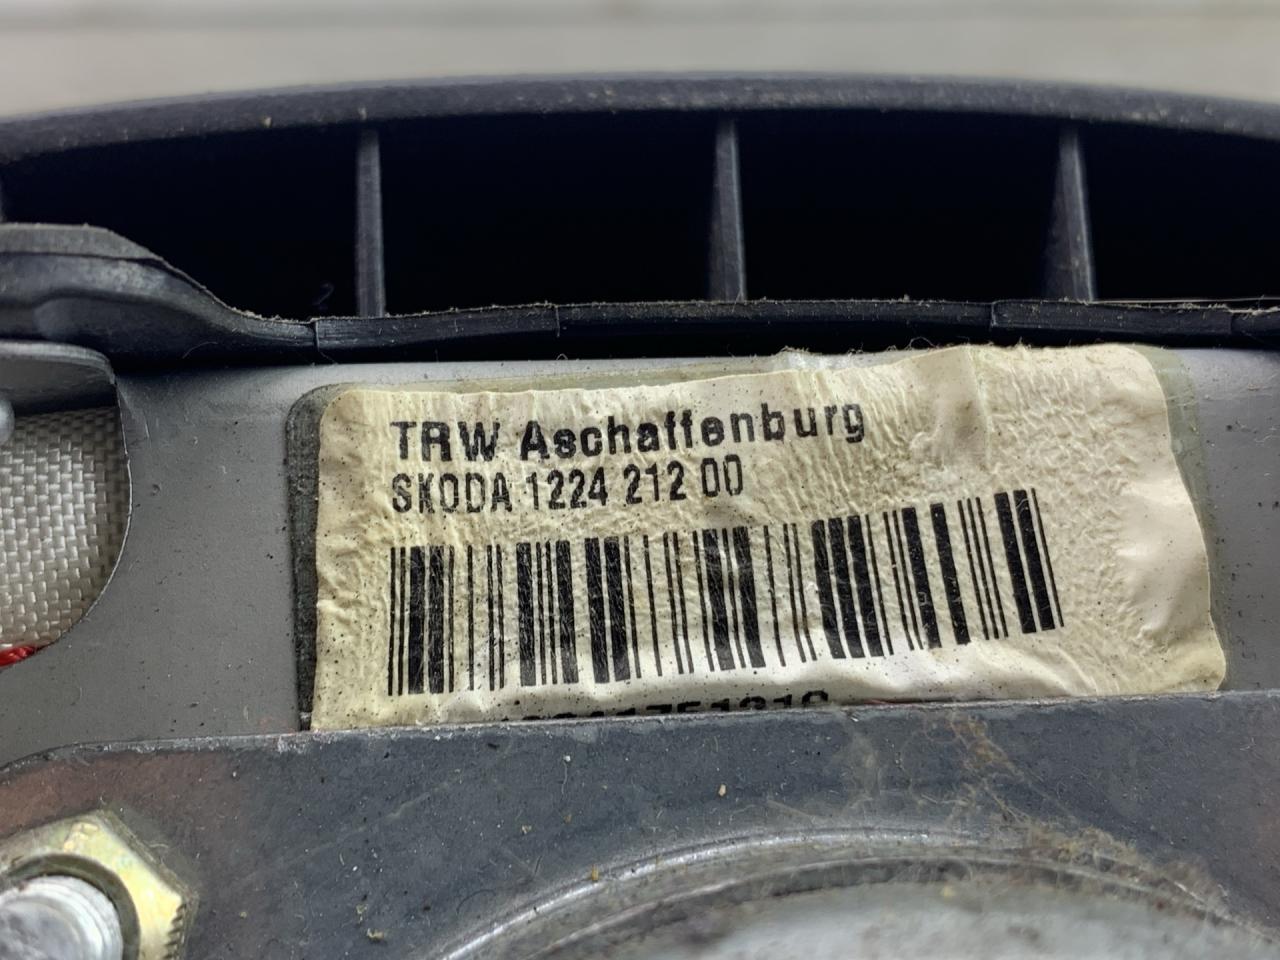 TRW Aschaffenburg
SKODA 1224 212 00